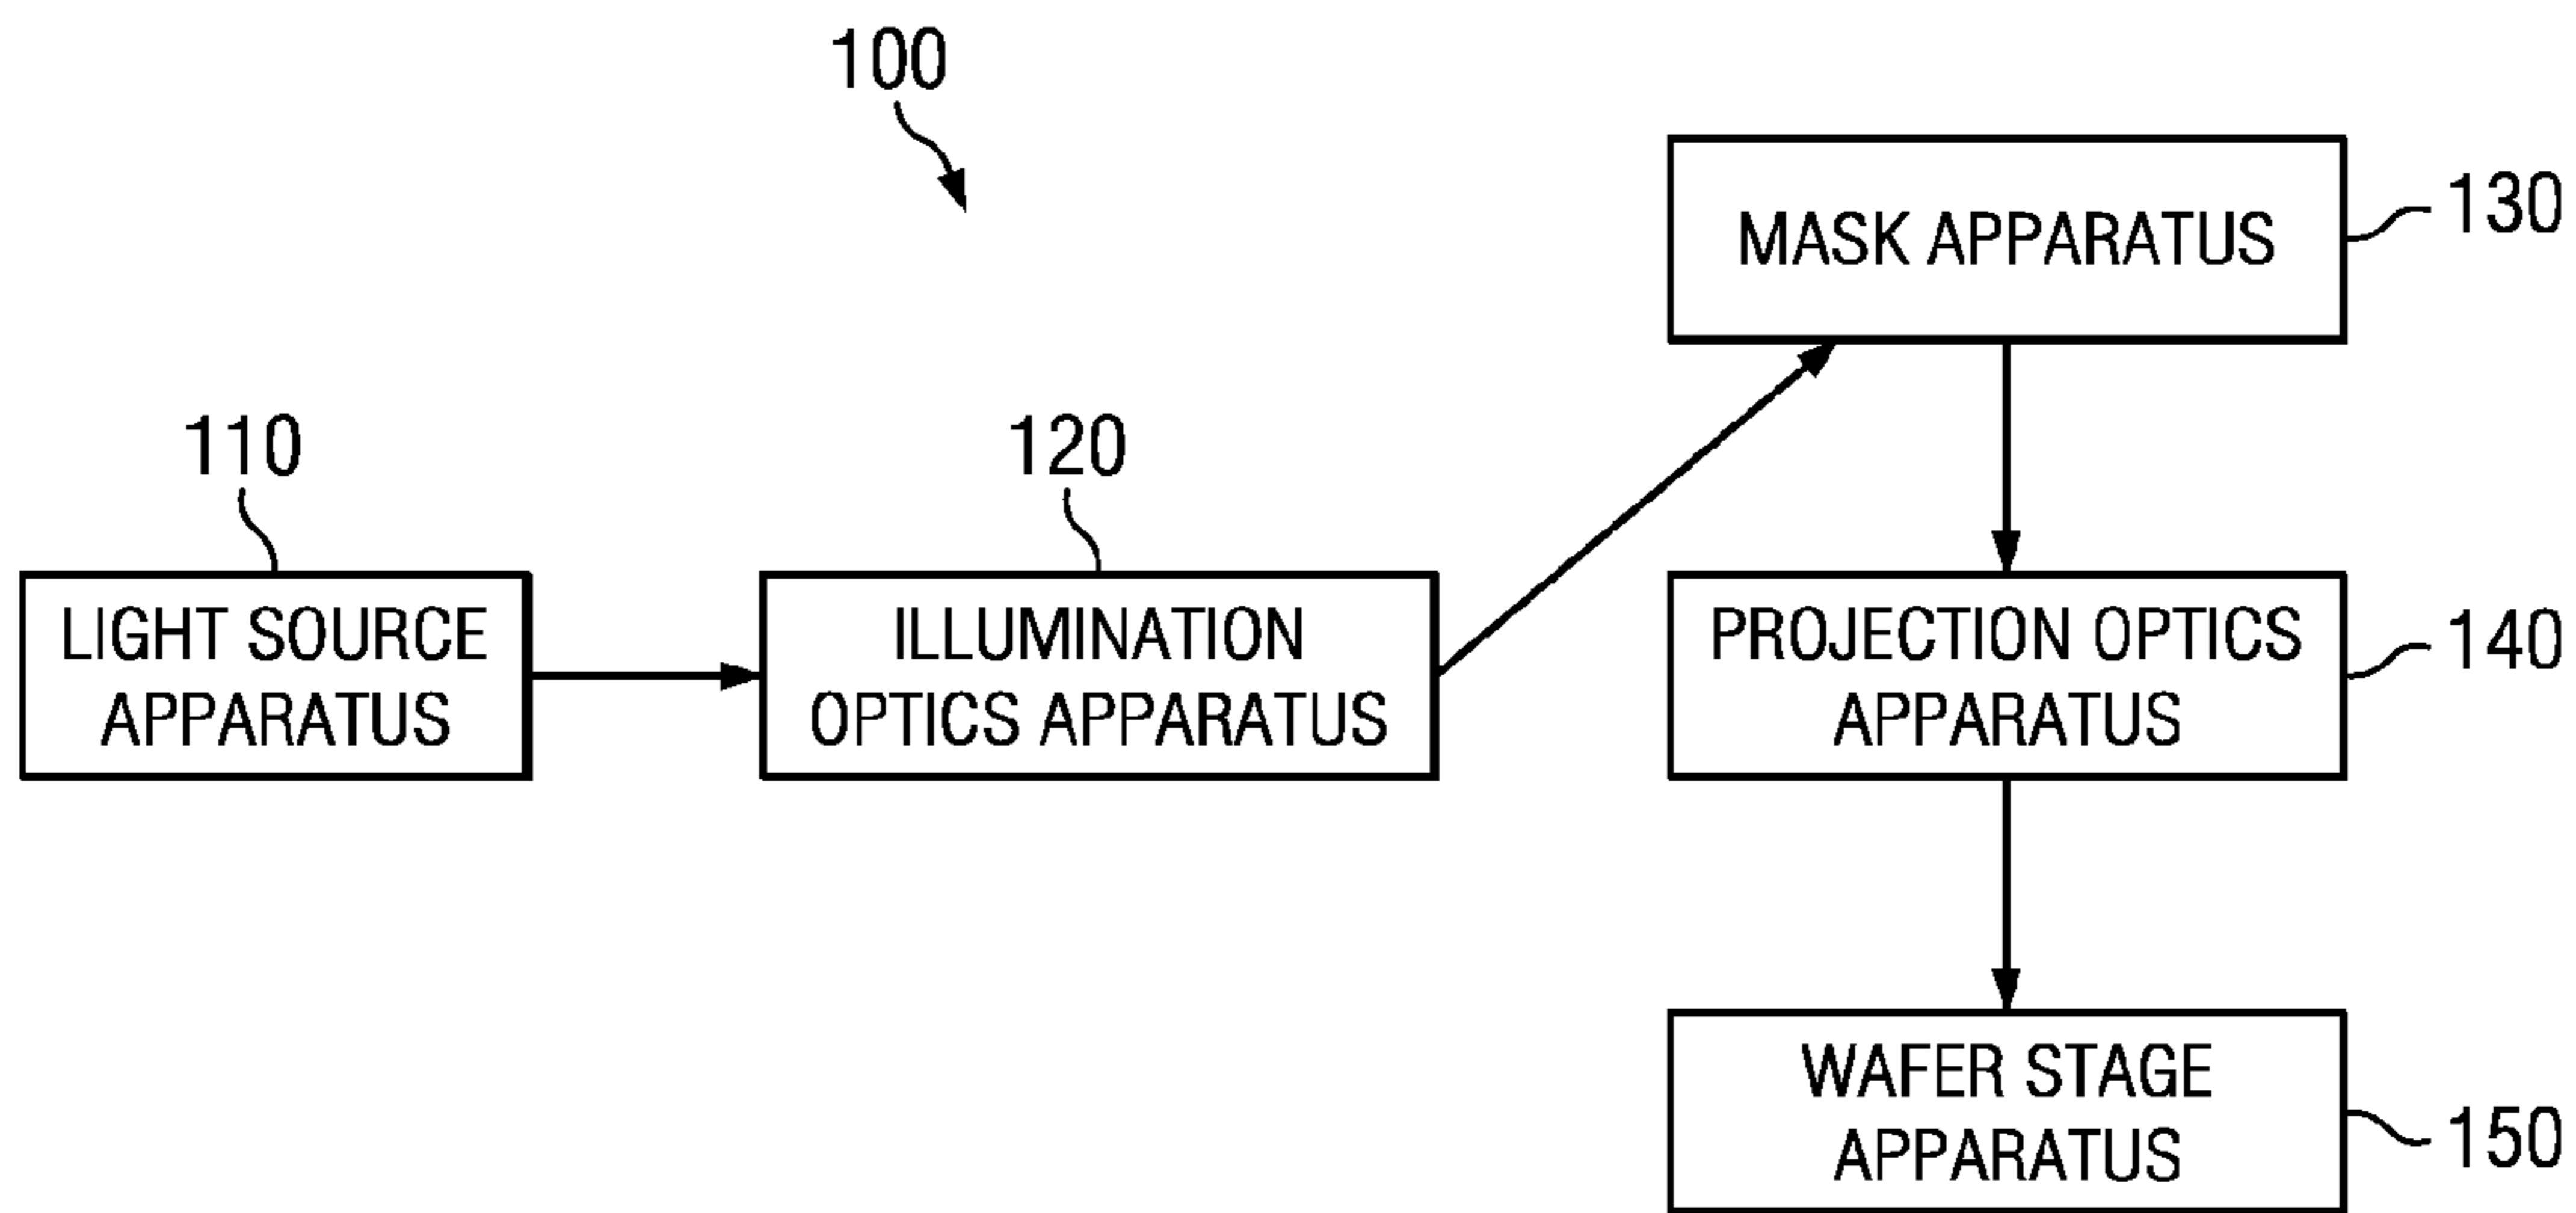 100
MASK APPARATUS
130
110
120
LIGHT SOURCE
APPARATUS
ILLUMINATION
OPTICS APPARATUS
PROJECTION OPTICS
APPARATUS
140
WAFER STAGE
APPARATUS
150